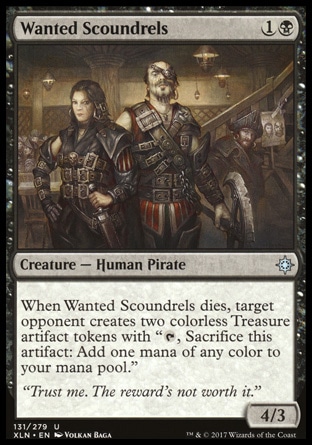 Wanted Scoundrels 1
Creature — Human Pirate
When Wanted Scoundrels dies, target
opponent creates two colorless Treasure
artifact tokens with “, Sacrifice this
artifact: Add one mana of any color to
your mana pool.”
“Trust me. The reward’s not worth it.”
4/3
131/279 U
XLN • EN Volkan Baga
™ & © 2017 Wizards of the Coast